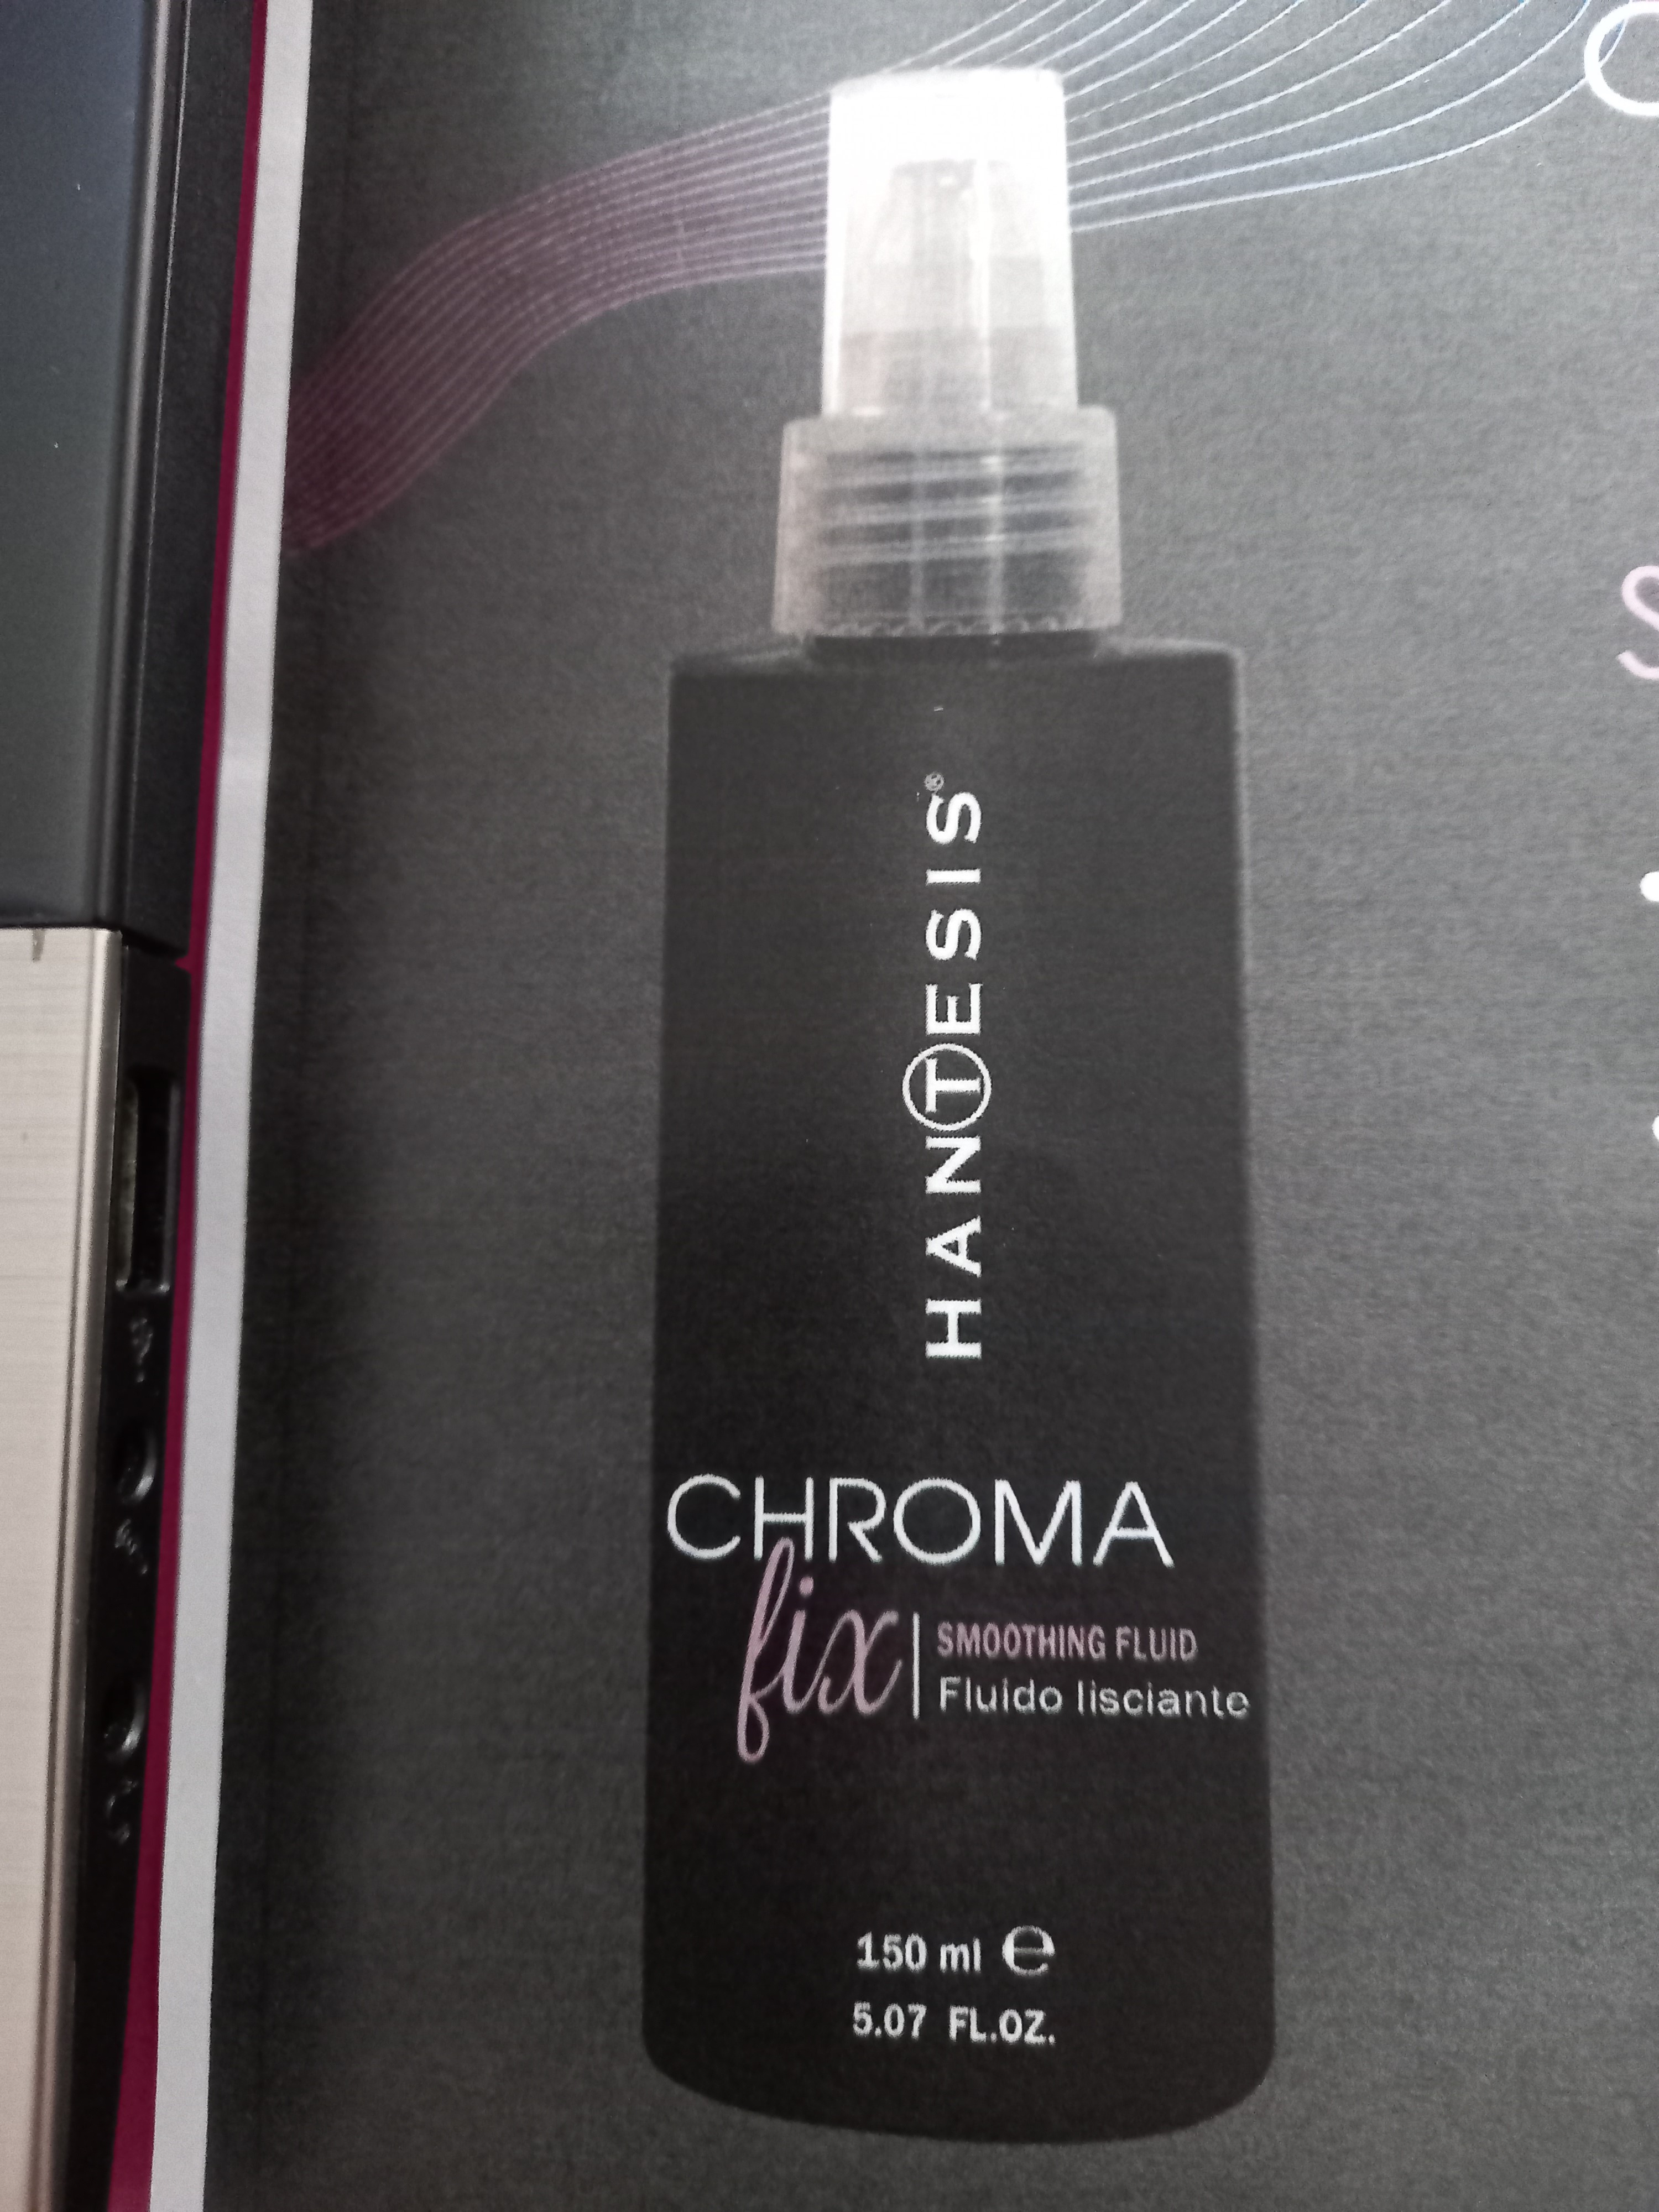 HANTESIS®
CHROMA
fix
SMOOTHING FLUID
Fluido lisciante
150 ml ℮
5.07 FL.OZ.